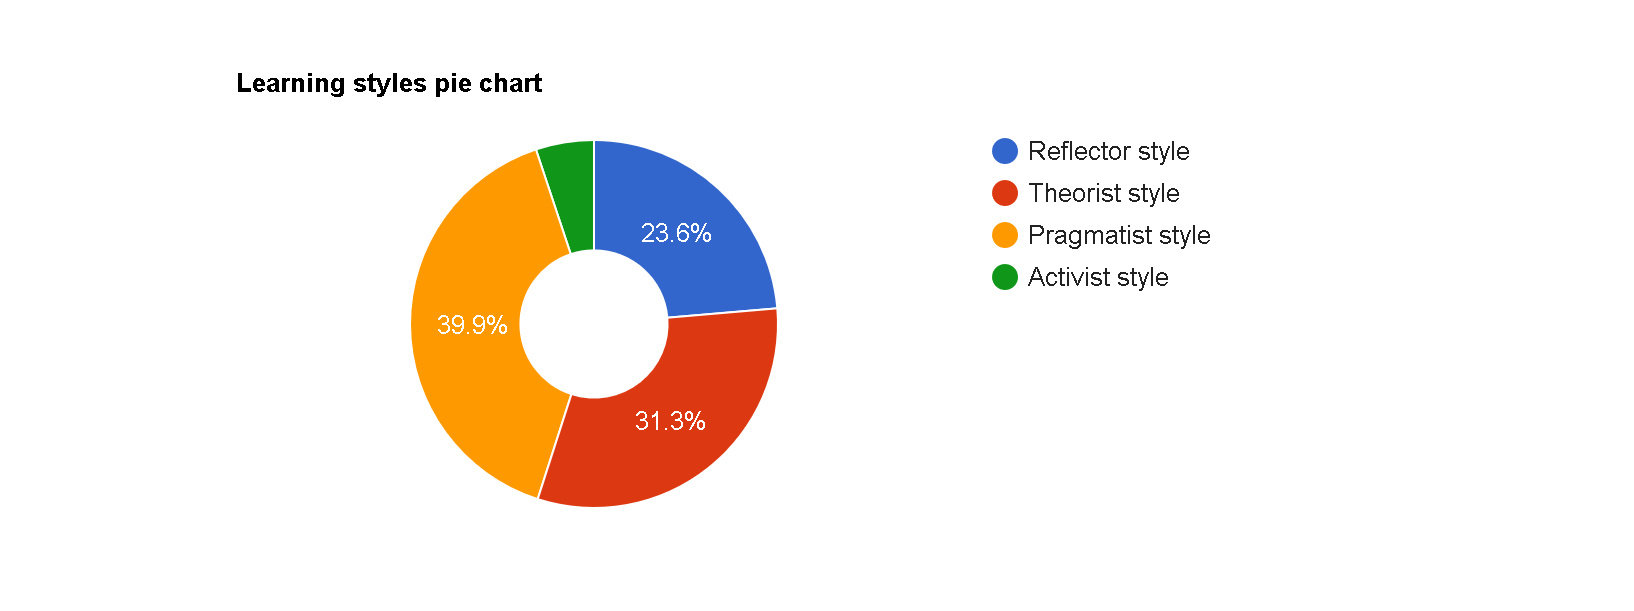 Learning styles pie chart
23.6%
31.3%
39.9%
Reflector style
Theorist style
Pragmatist style
Activist style